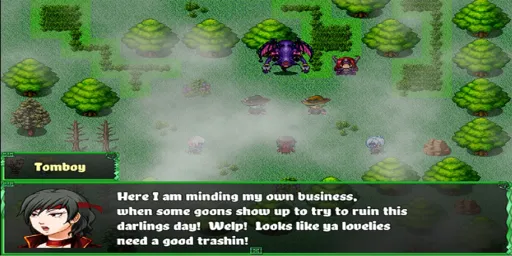 Tomboy
Here I am minding my own business,
when some goons show up to try to ruin this
darlings day!  Welp!  Looks like ya lovelies
need a good trashin!